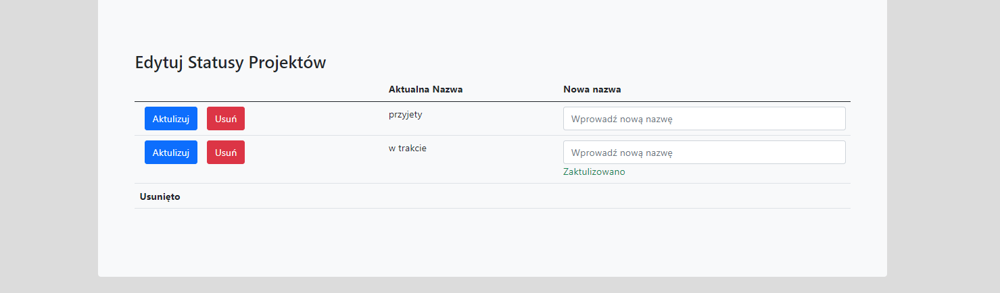 Edytuj Statusy Projektów
Aktualna Nazwa Nowa nazwa
Aktulizuj Usuń przyjety Wprowadź nową nazwę
Aktulizuj Usuń w trakcie Wprowadź nową nazwę
Zaktulizowano
Usunięto